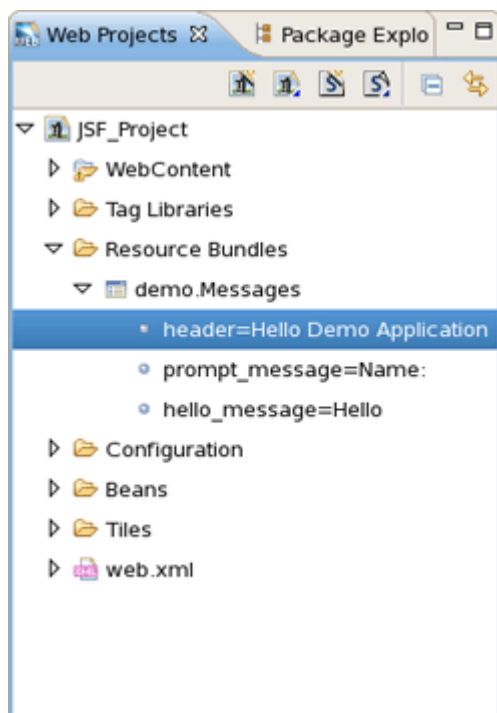 Web Projects
Package Explo
JSF_Project
WebContent
Tag Libraries
Resource Bundles
demo.Messages
header=Hello Demo Application
prompt_message=Name:
hello_message=Hello
Configuration
Beans
Tiles
web.xml